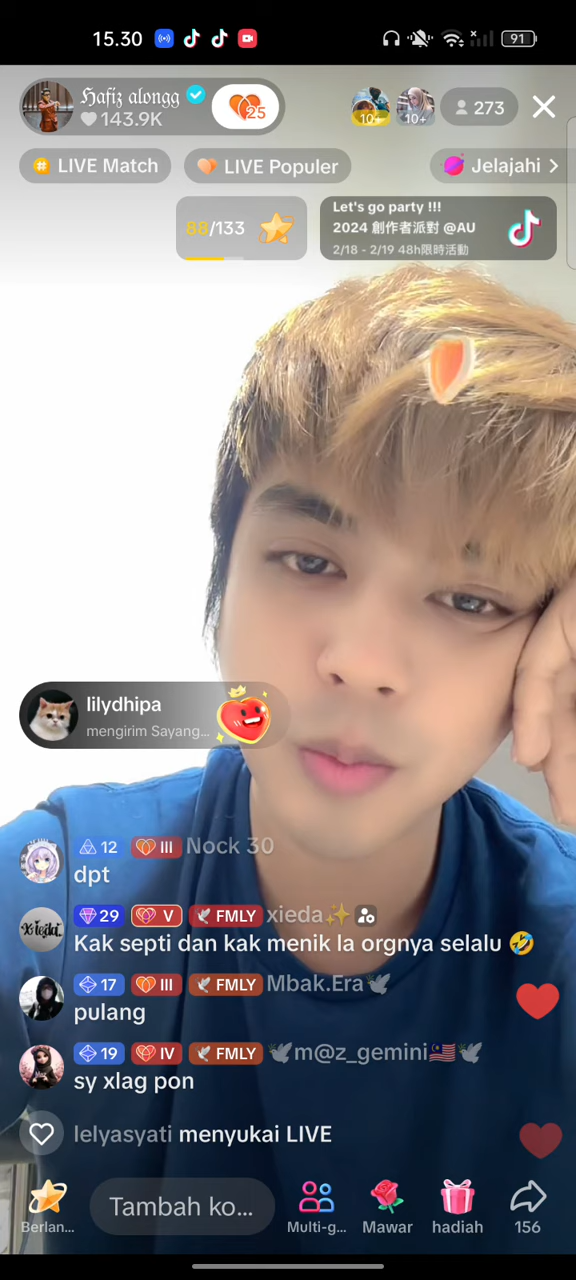 15.30
91
ℌ𝔞𝔣𝔦𝔷 𝔞𝔩𝔬𝔫𝔤𝔤
143.9K
25
10+
10+
273
LIVE Match
LIVE Populer
Jelajahi >
88/133
Let's go party !!!
2024 創作者派對 @AU
2/18 - 2/19 48h限時活動
lilydhipa
mengirim Sayang...
12 III Nock 30
dpt
29 V FMLY xieda✨
Kak septi dan kak menik la orgnya selalu 🤣
17 III FMLY Mbak.Era🕊
pulang
19 IV FMLY 🕊m@z_gemini🇲🇾🕊
sy xlag pon
lelyasyati menyukai LIVE
Berlan...
Tambah ko...
Multi-g...
Mawar
hadiah
156